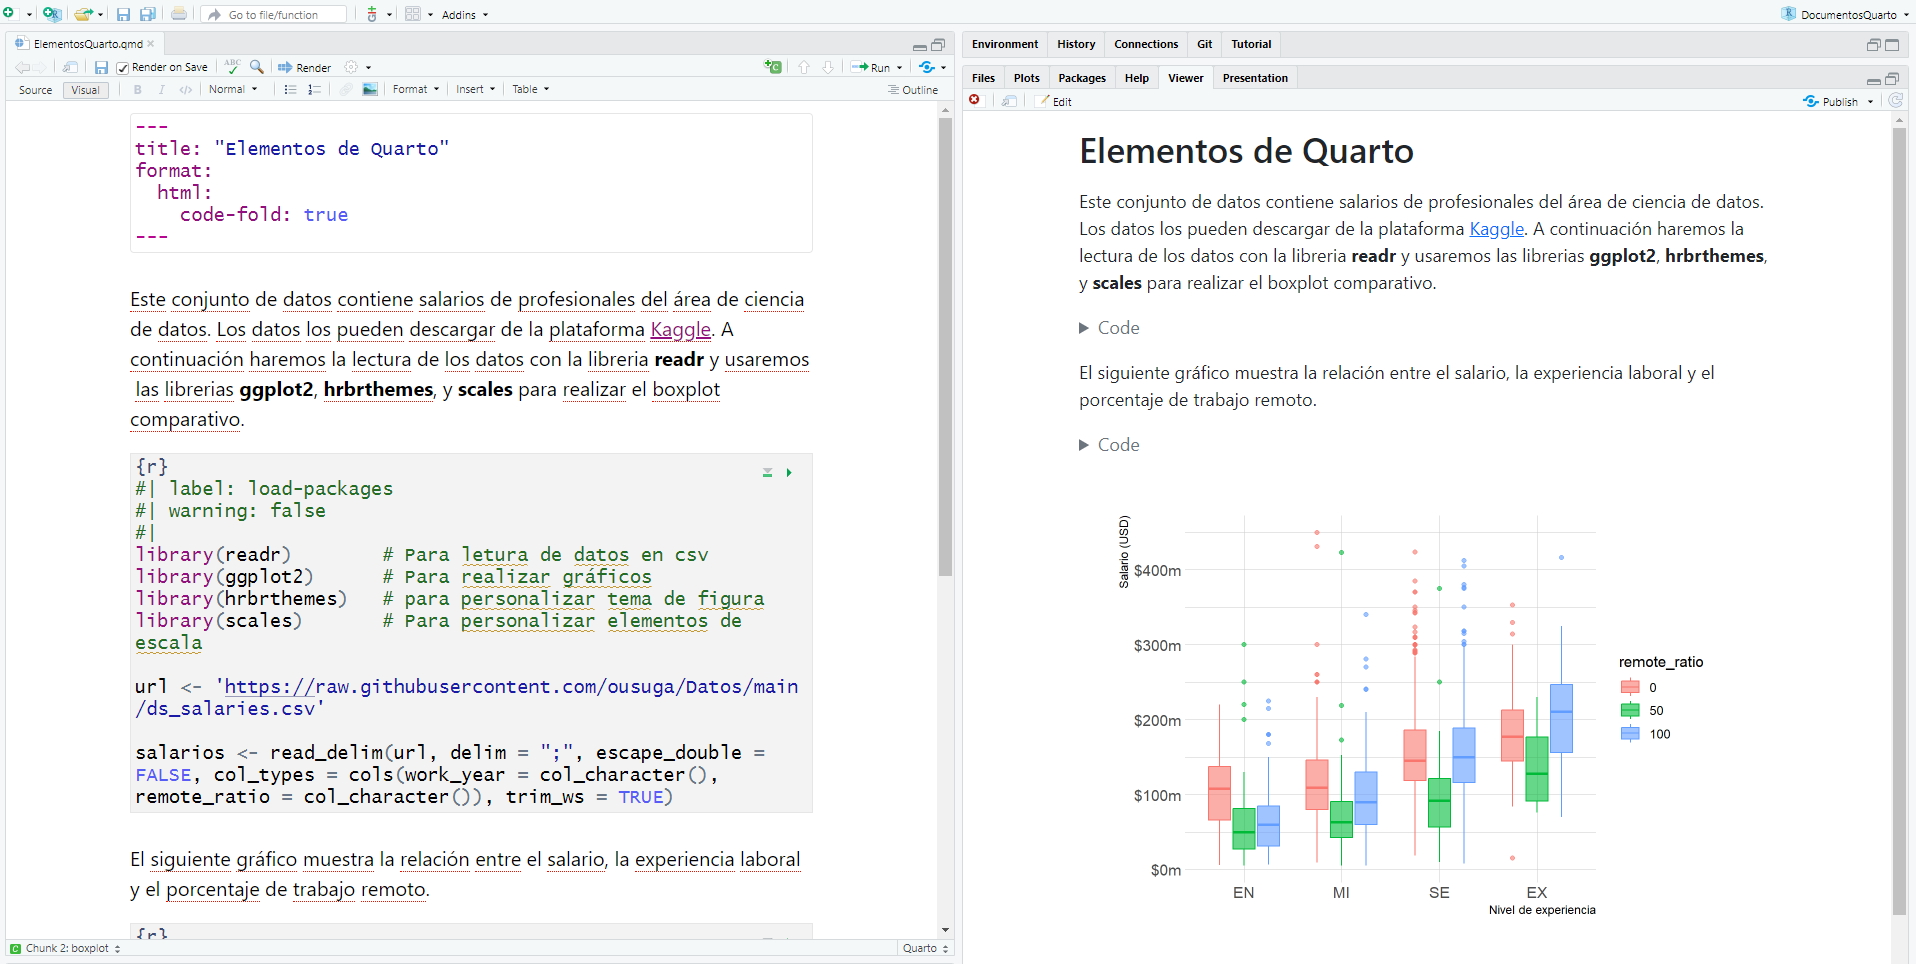 Go to file/function
Addins
DocumentosQuarto
ElementosQuarto.qmd
Render on Save
ABC
Render
Run
Source
Visual
B
I
</>
Normal
Format
Insert
Table
Outline
---
title: "Elementos de Quarto"
format:
html:
code-fold: true
---
Este conjunto de datos contiene salarios de profesionales del área de ciencia
de datos. Los datos los pueden descargar de la plataforma Kaggle. A
continuación haremos la lectura de los datos con la libreria readr y usaremos
las librerias ggplot2, hrbrthemes, y scales para realizar el boxplot
comparativo.
{r}
#| label: load-packages
#| warning: false
#|
library(readr) # Para letura de datos en csv
library(ggplot2) # Para realizar gráficos
library(hrbrthemes) # para personalizar tema de figura
library(scales) # Para personalizar elementos de
escala
url <- 'https://raw.githubusercontent.com/ousuga/Datos/main
/ds_salaries.csv'
salarios <- read_delim(url, delim = ";", escape_double =
FALSE, col_types = cols(work_year = col_character(),
remote_ratio = col_character()), trim_ws = TRUE)
El siguiente gráfico muestra la relación entre el salario, la experiencia laboral
y el porcentaje de trabajo remoto.
{r}
Chunk 2: boxplot
Quarto
Environment
History
Connections
Git
Tutorial
Files
Plots
Packages
Help
Viewer
Presentation
Edit
Publish
Elementos de Quarto
Este conjunto de datos contiene salarios de profesionales del área de ciencia de datos.
Los datos los pueden descargar de la plataforma Kaggle. A continuación haremos la
lectura de los datos con la libreria readr y usaremos las librerias ggplot2, hrbrthemes,
y scales para realizar el boxplot comparativo.
Code
El siguiente gráfico muestra la relación entre el salario, la experiencia laboral y el
porcentaje de trabajo remoto.
Code
Salario (USD)
$400m
$300m
$200m
$100m
$0m
EN
MI
SE
EX
Nivel de experiencia
remote_ratio
0
50
100